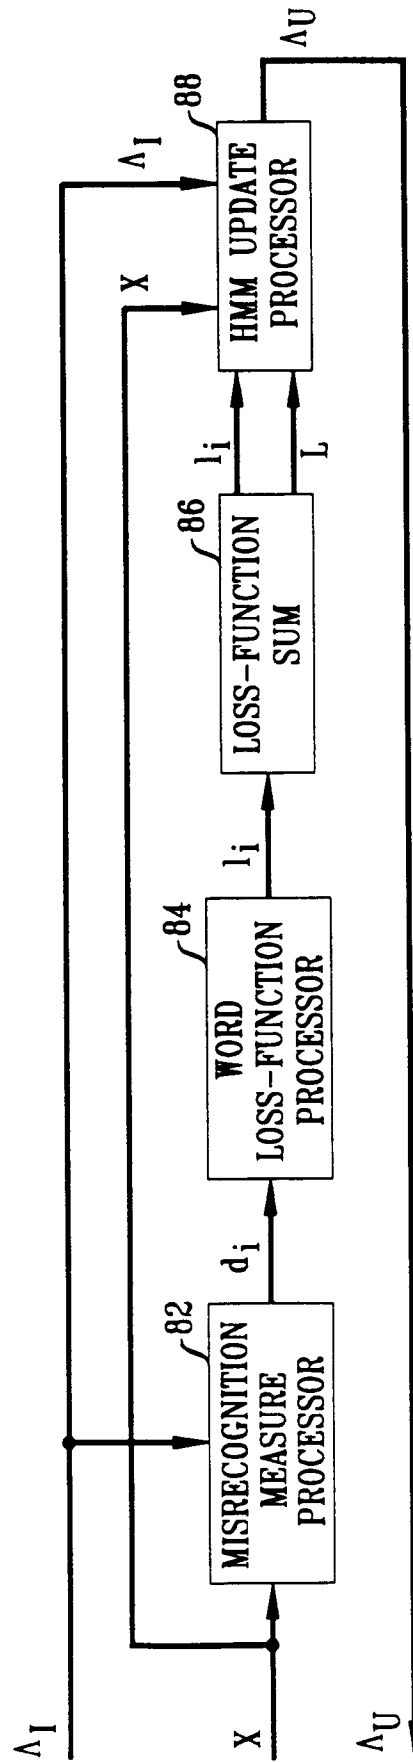 Λ_I
X
Λ_U
82
MISRECOGNITION
MEASURE
PROCESSOR
d_i
84
WORD
LOSS-FUNCTION
PROCESSOR
l_i
86
LOSS-FUNCTION
SUM
l_i
L
X
Λ_I
88
HMM UPDATE
PROCESSOR
Λ_U